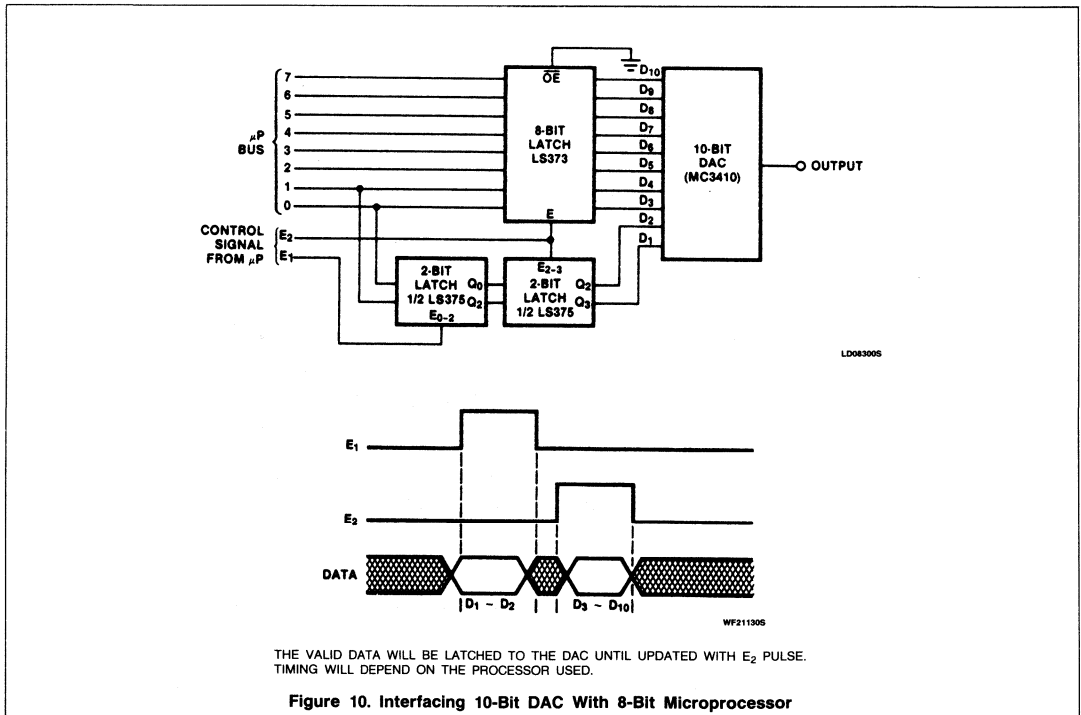 7
6
5
4
3
2
1
0
μP
BUS
CONTROL
SIGNAL
FROM μP
E2
E1
OE
8-BIT
LATCH
LS373
E
D10
D9
D8
D7
D6
D5
D4
D3
D2
D1
10-BIT
DAC
(MC3410)
OUTPUT
2-BIT
LATCH
1/2 LS375
Q0
Q2
E0-2
E2-3
2-BIT
LATCH
1/2 LS375
Q2
Q3
LD08300S
E1
E2
DATA
D1 ~ D2
D3 ~ D10
WF21130S
THE VALID DATA WILL BE LATCHED TO THE DAC UNTIL UPDATED WITH E2 PULSE.
TIMING WILL DEPEND ON THE PROCESSOR USED.
Figure 10. Interfacing 10-Bit DAC With 8-Bit Microprocessor